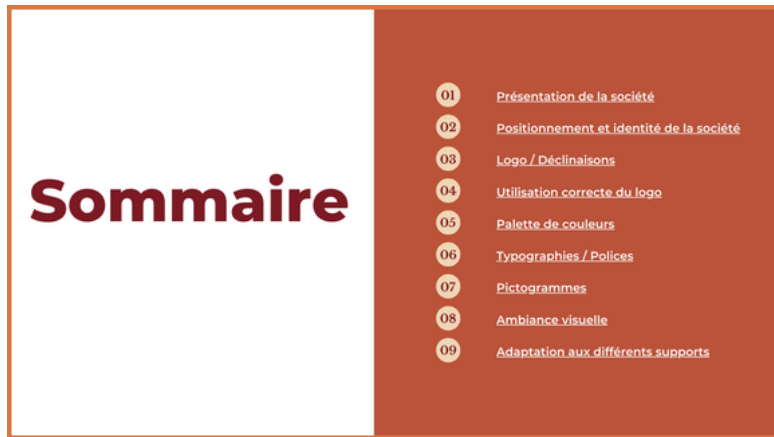 Sommaire
01 Présentation de la société
02 Positionnement et identité de la société
03 Logo / Déclinaisons
04 Utilisation correcte du logo
05 Palette de couleurs
06 Typographies / Polices
07 Pictogrammes
08 Ambiance visuelle
09 Adaptation aux différents supports